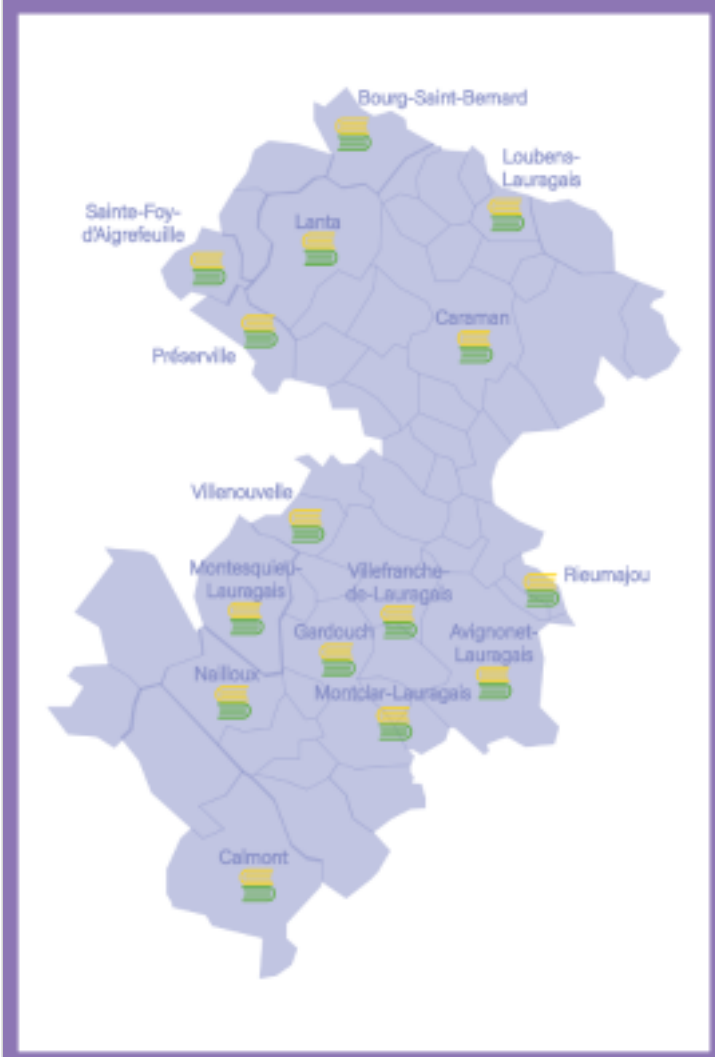 Bourg-Saint-Bernard
Loubens-
Lauragais
Sainte-Foy-
d'Aigrefeuille
Lanta
Caraman
Préserville
Villenouvelle
Montesquieu-
Lauragais
Villefranche-
de-Lauragais
Rieumajou
Gardouch
Avignonet-
Lauragais
Nailloux
Montclar-Lauragais
Calmont